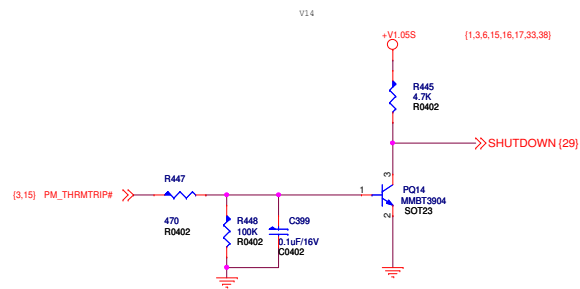 V14
+V1.05S
{1,3,6,15,16,17,33,38}
R445
4.7K
R0402
SHUTDOWN {29}
R447
3
PQ14
MMBT3904
SOT23
{3,15} PM_THRMTRIP#
1
2
470
R0402
R448
100K
R0402
C399
0.1uF/16V
C0402